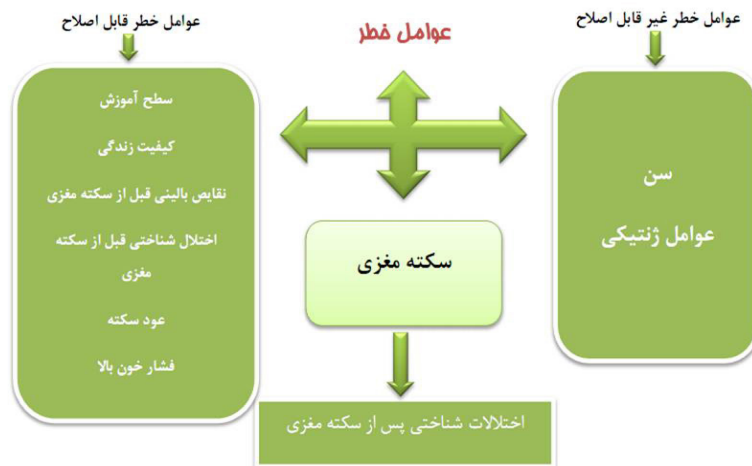 عوامل خطر
عوامل خطر غیر قابل اصلاح
سن
عوامل ژنتیکی
عوامل خطر قابل اصلاح
سطح آموزش
کیفیت زندگی
نقایص بالینی قبل از سکته مغزی
اختلال شناختی قبل از سکته
مغزی
عود سکته
فشار خون بالا
سکته مغزی
اختلالات شناختی پس از سکته مغزی